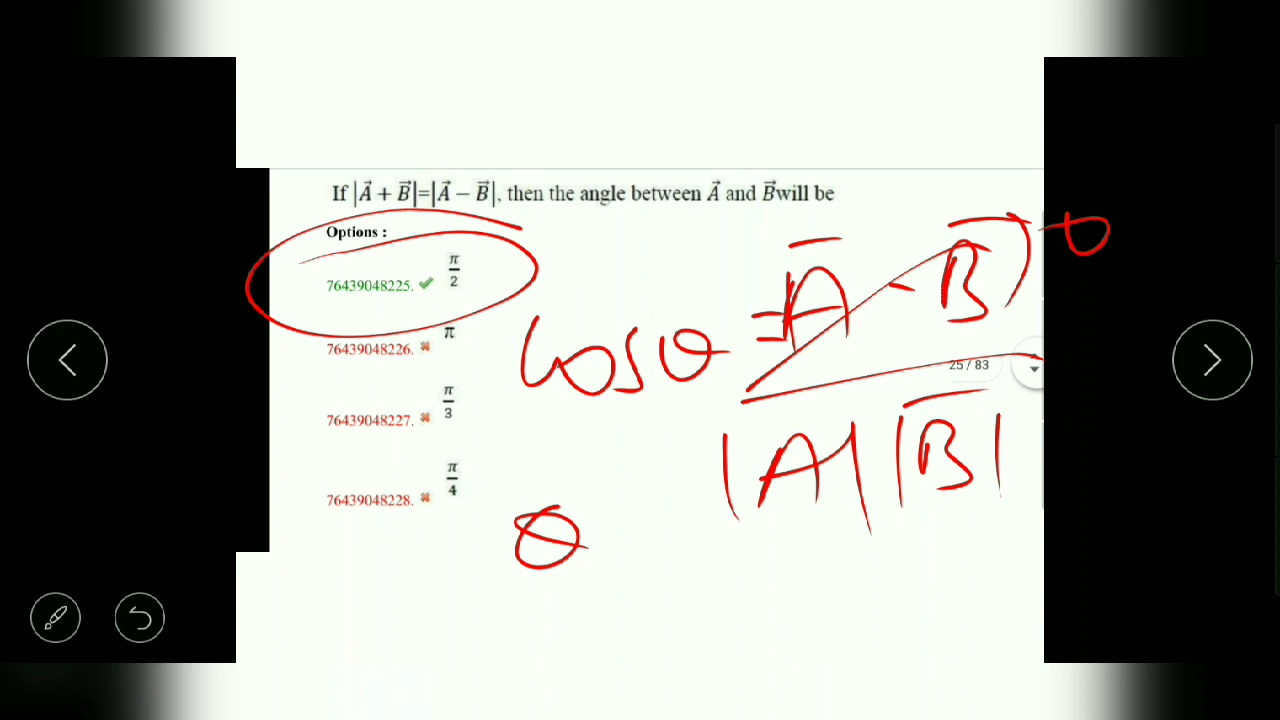 If |A⃗ + B⃗|=|A⃗ − B⃗|, then the angle between A⃗ and B⃗will be
Options :
76439048225. ✔ π/2
76439048226. ✖ π
76439048227. ✖ π/3
76439048228. ✖ π/4
cosθ = A̅ - B̅ 0
|A| |B̅|
θ
25 / 83